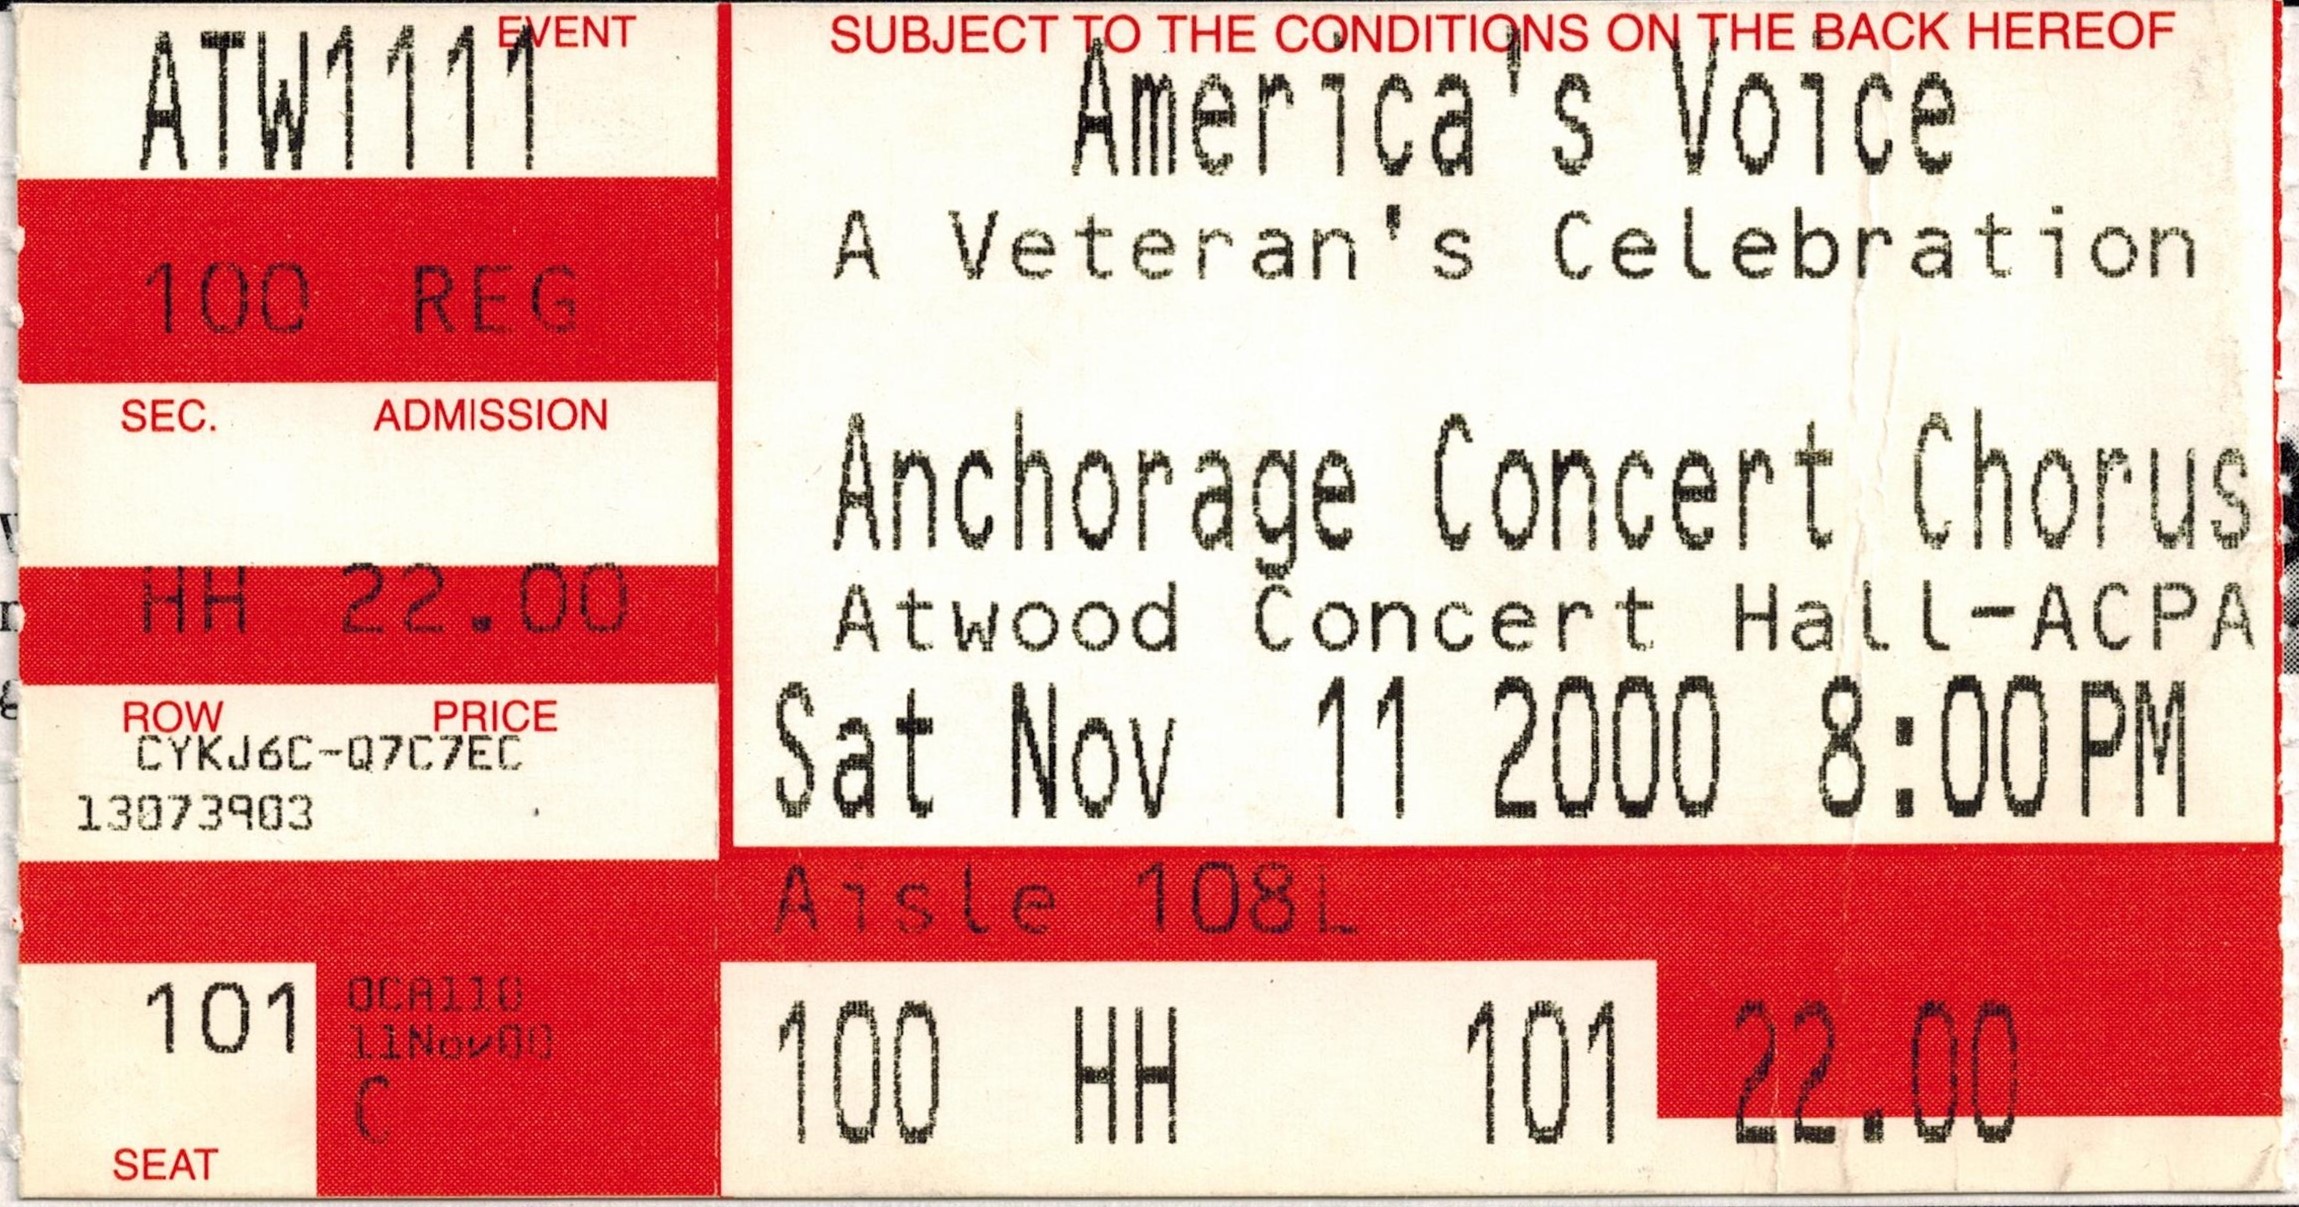 EVENT
ATW1111
100 REG
SEC. ADMISSION
HH 22.00
ROW PRICE
CYKJ6C-Q7C7EC
13073903
101
SEAT
OCA110
11Nov00
C
SUBJECT TO THE CONDITIONS ON THE BACK HEREOF
America's Voice
A Veteran's Celebration
Anchorage Concert Chorus
Atwood Concert Hall-ACPA
Sat Nov 11 2000 8:00PM
Aisle 108L
100 HH 101 22.00